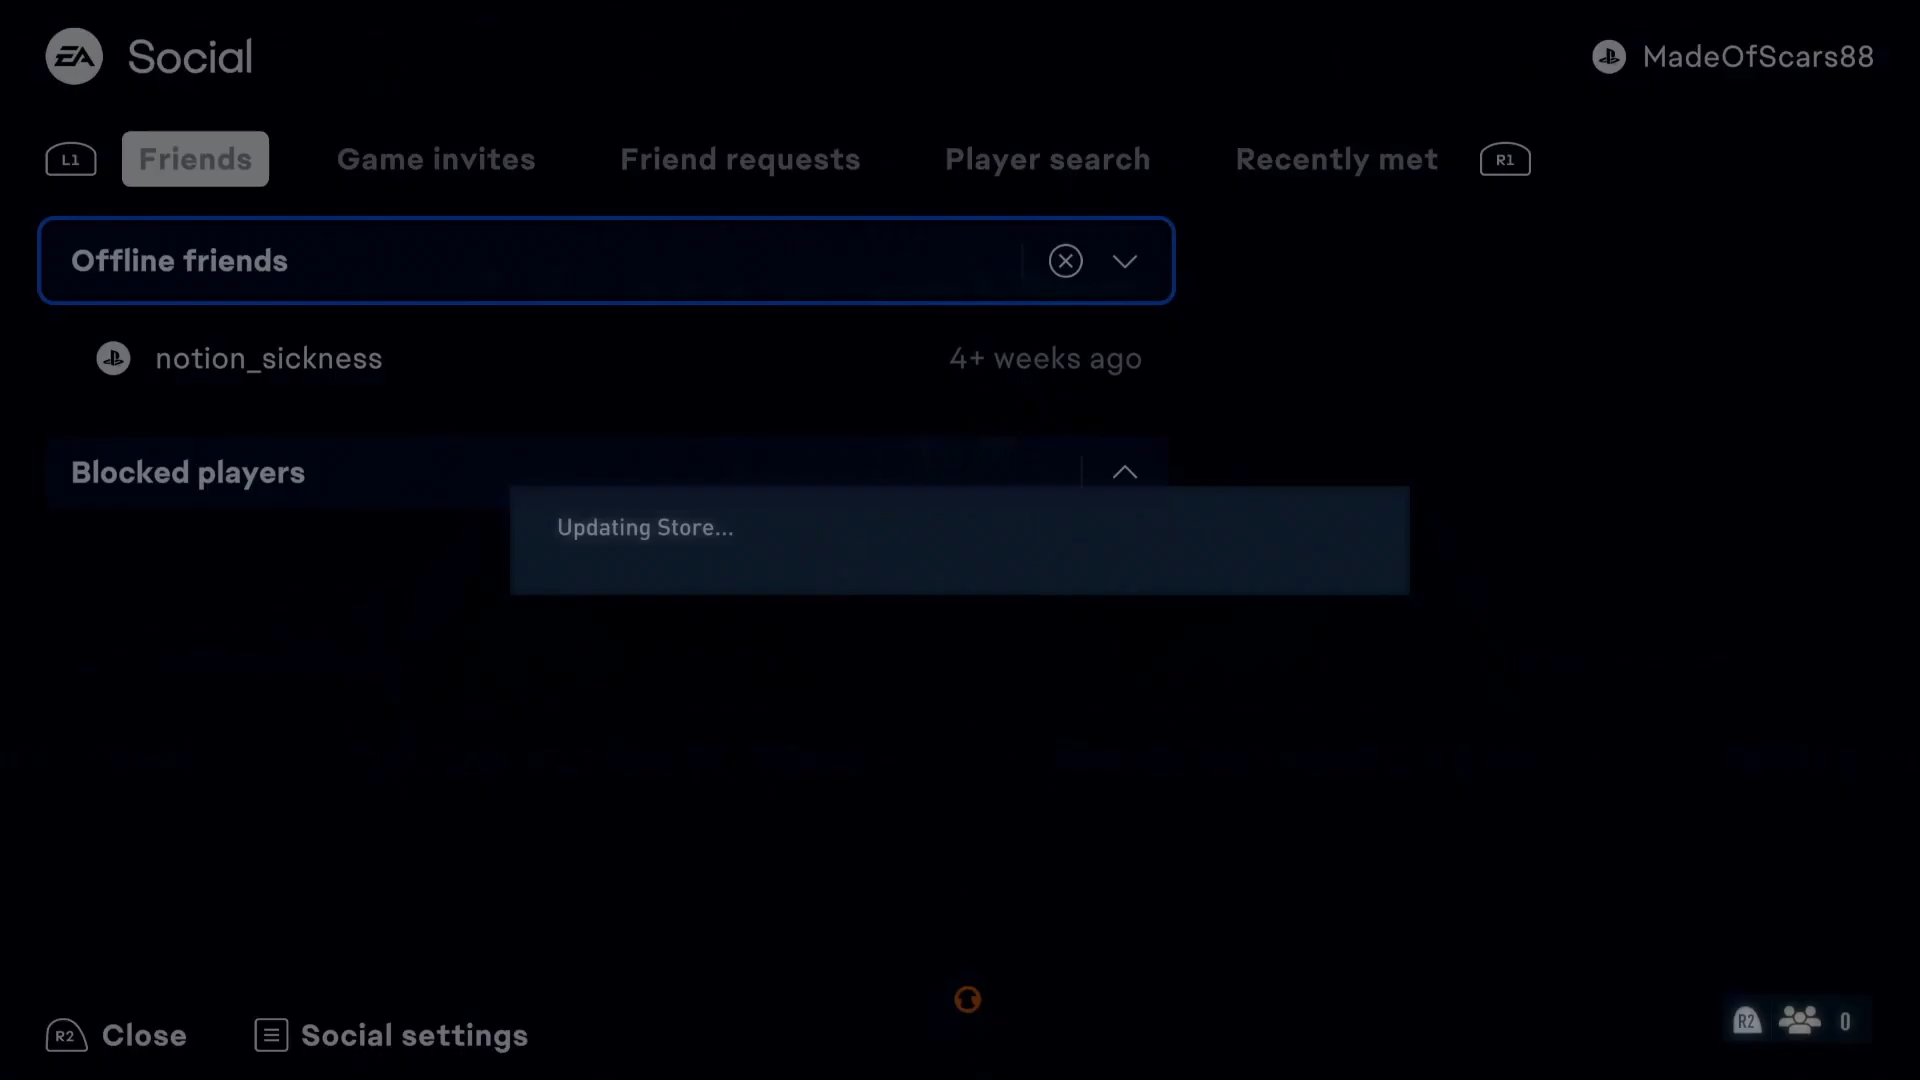 EA Social
MadeOfScars88
L1 Friends Game invites Friend requests Player search Recently met R1
Offline friends
notion_sickness 4+ weeks ago
Blocked players
Updating Store...
R2 Close Social settings
R2 0